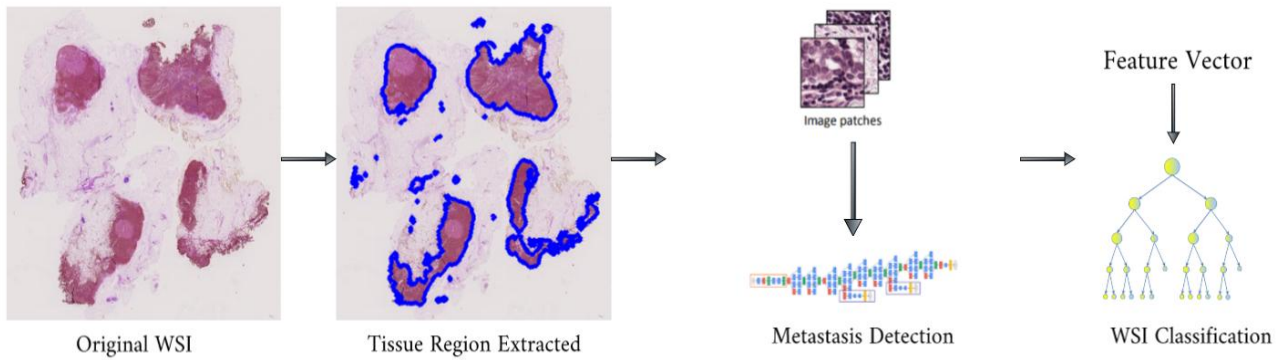 Original WSI
Tissue Region Extracted
Image patches
Metastasis Detection
Feature Vector
WSI Classification